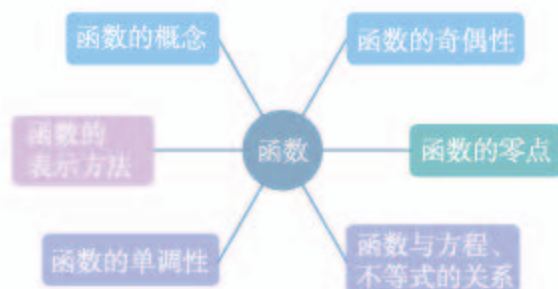 函数的概念
函数的奇偶性
函数的
表示方法
函数
函数的零点
函数的单调性
函数与方程、
不等式的关系